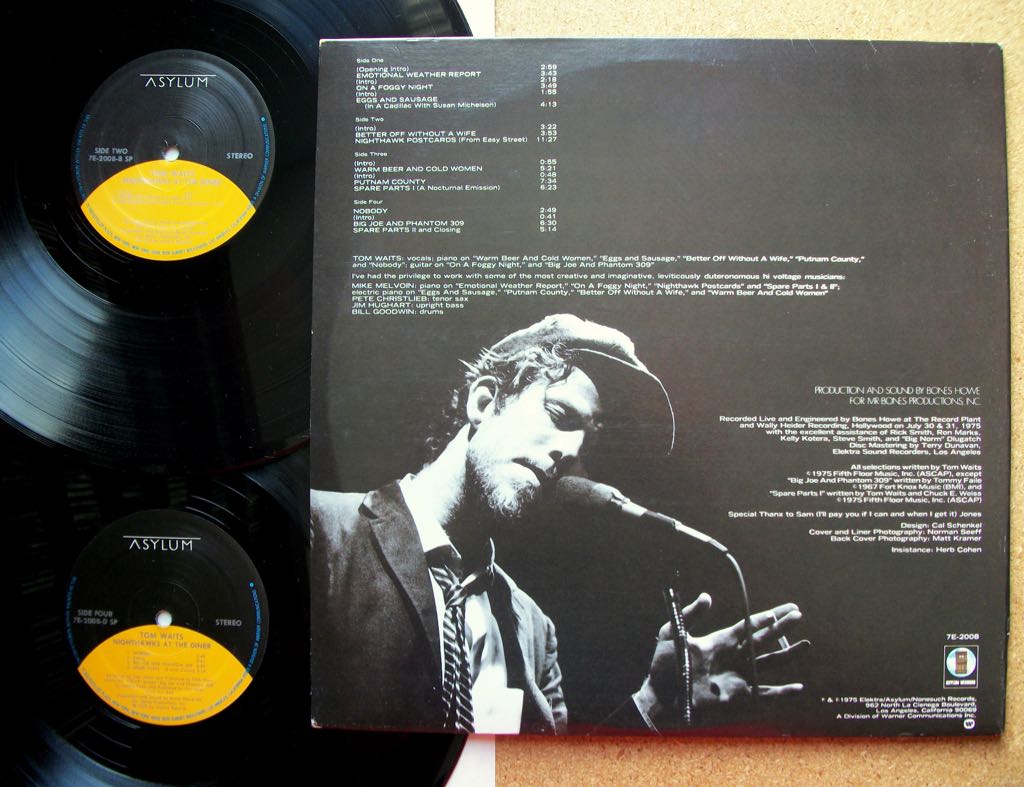 ASYLUM
SIDE TWO
7E-2008-B SP
STEREO
ASYLUM
SIDE FOUR
7E-2008-D SP
STEREO
TOM WAITS
NIGHTHAWKS AT THE DINER
Side One
(Opening Intro) 2:59
EMOTIONAL WEATHER REPORT 3:43
(Intro) 2:18
ON A FOGGY NIGHT 3:49
(Intro) 1:55
EGGS AND SAUSAGE
(In A Cadillac With Susan Michelson) 4:13
Side Two
(Intro) 3:22
BETTER OFF WITHOUT A WIFE 3:53
NIGHTHAWK POSTCARDS (From Easy Street) 11:27
Side Three
(Intro) 0:55
WARM BEER AND COLD WOMEN 5:21
(Intro) 0:48
PUTNAM COUNTY 7:34
SPARE PARTS I (A Nocturnal Emission) 6:23
Side Four
NOBODY 2:49
(Intro) 0:41
BIG JOE AND PHANTOM 309 6:30
SPARE PARTS II and Closing 5:14
TOM WAITS: vocals; piano on "Warm Beer And Cold Women," "Eggs and Sausage," "Better Off Without A Wife," "Putnam County,"
and "Nobody"; guitar on "On A Foggy Night," and "Big Joe And Phantom 309"
I've had the privilege to work with some of the most creative and imaginative, leviticously deuteronomous hi voltage musicians:
MIKE MELVOIN: piano on "Emotional Weather Report," "On A Foggy Night," "Nighthawk Postcards" and "Spare Parts I & II";
electric piano on "Eggs And Sausage," "Putnam County," "Better Off Without A Wife," and "Warm Beer And Cold Women"
PETE CHRISTLIEB: tenor sax
JIM HUGHART: upright bass
BILL GOODWIN: drums
PRODUCTION AND SOUND BY BONES HOWE
FOR MR. BONES PRODUCTIONS, INC.
Recorded Live and Engineered by Bones Howe at The Record Plant
and Wally Heider Recording, Hollywood on July 30 & 31, 1975
with the excellent assistance of Rick Smith, Ron Marks,
Kelly Kotera, Steve Smith, and "Big Norm" Dlugatch
Disc Mastering by Terry Dunavan,
Elektra Sound Recorders, Los Angeles
All selections written by Tom Waits
©1975 Fifth Floor Music, Inc. (ASCAP), except
"Big Joe And Phantom 309" written by Tommy Faile
©1967 Fort Knox Music (BMI), and
"Spare Parts I" written by Tom Waits and Chuck E. Weiss
©1975 Fifth Floor Music, Inc. (ASCAP)
Special Thanx to Sam (I'll pay you if I can and when I get it) Jones
Design: Cal Schenkel
Cover and Liner Photography: Norman Seeff
Back Cover Photography: Matt Kramer
Insistance: Herb Cohen
7E-2008
ASYLUM RECORDS
℗ & ©1975 Elektra/Asylum/Nonesuch Records,
962 North La Cienega Boulevard,
Los Angeles, California 90069
A Division of Warner Communications Inc.